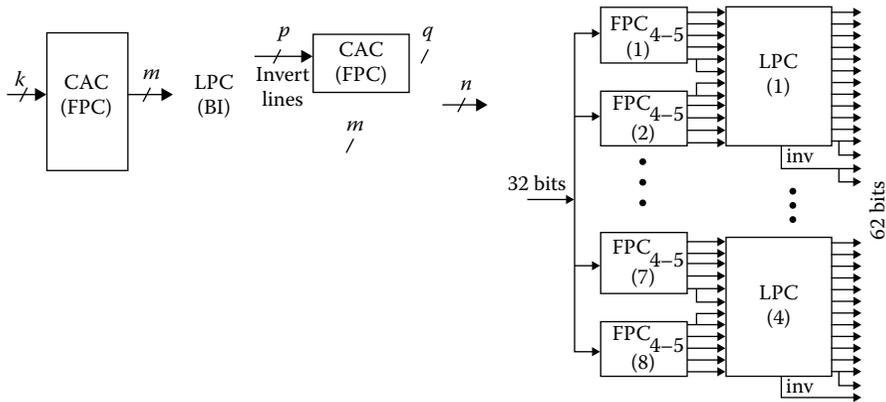 k
CAC
(FPC)
m
LPC
(BI)
p
Invert
lines
CAC
(FPC)
q
m
n
32 bits
FPC4–5
(1)
FPC4–5
(2)
FPC4–5
(7)
FPC4–5
(8)
LPC
(1)
inv
LPC
(4)
inv
62 bits